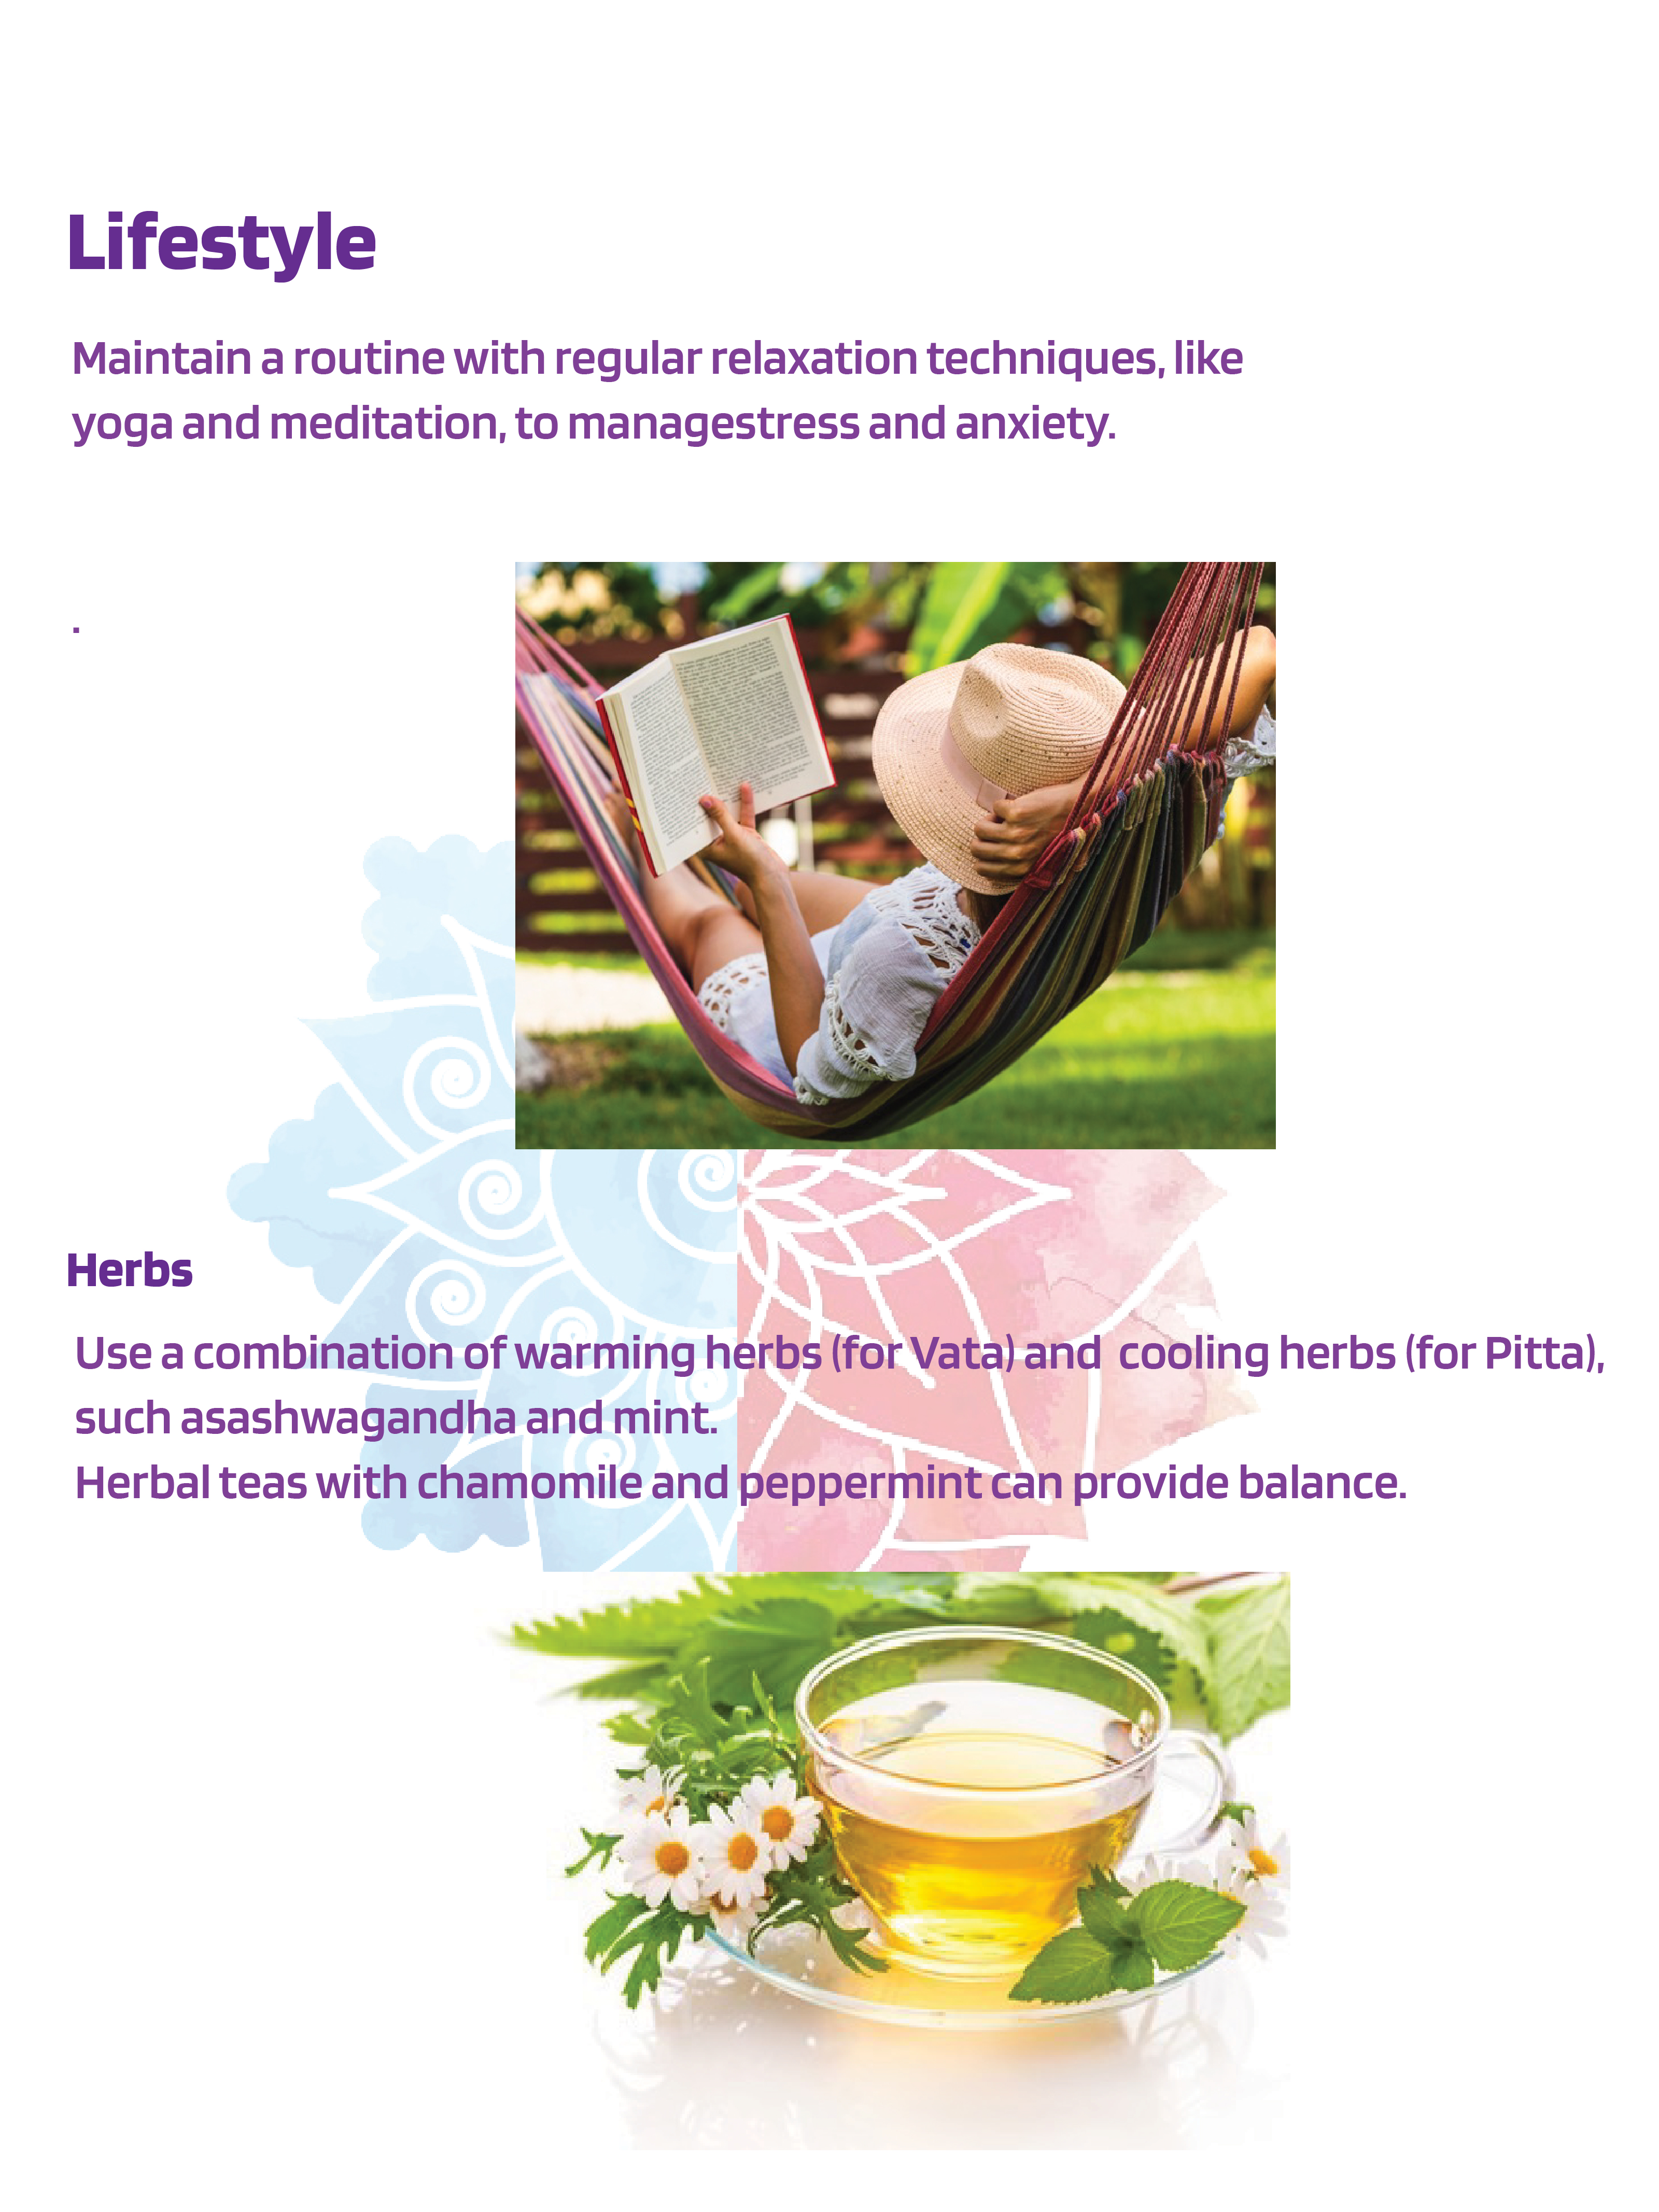 Lifestyle
Maintain a routine with regular relaxation techniques, like
yoga and meditation, to managestress and anxiety.
.
Herbs
Use a combination of warming herbs (for Vata) and  cooling herbs (for Pitta),
such asashwagandha and mint.
Herbal teas with chamomile and peppermint can provide balance.